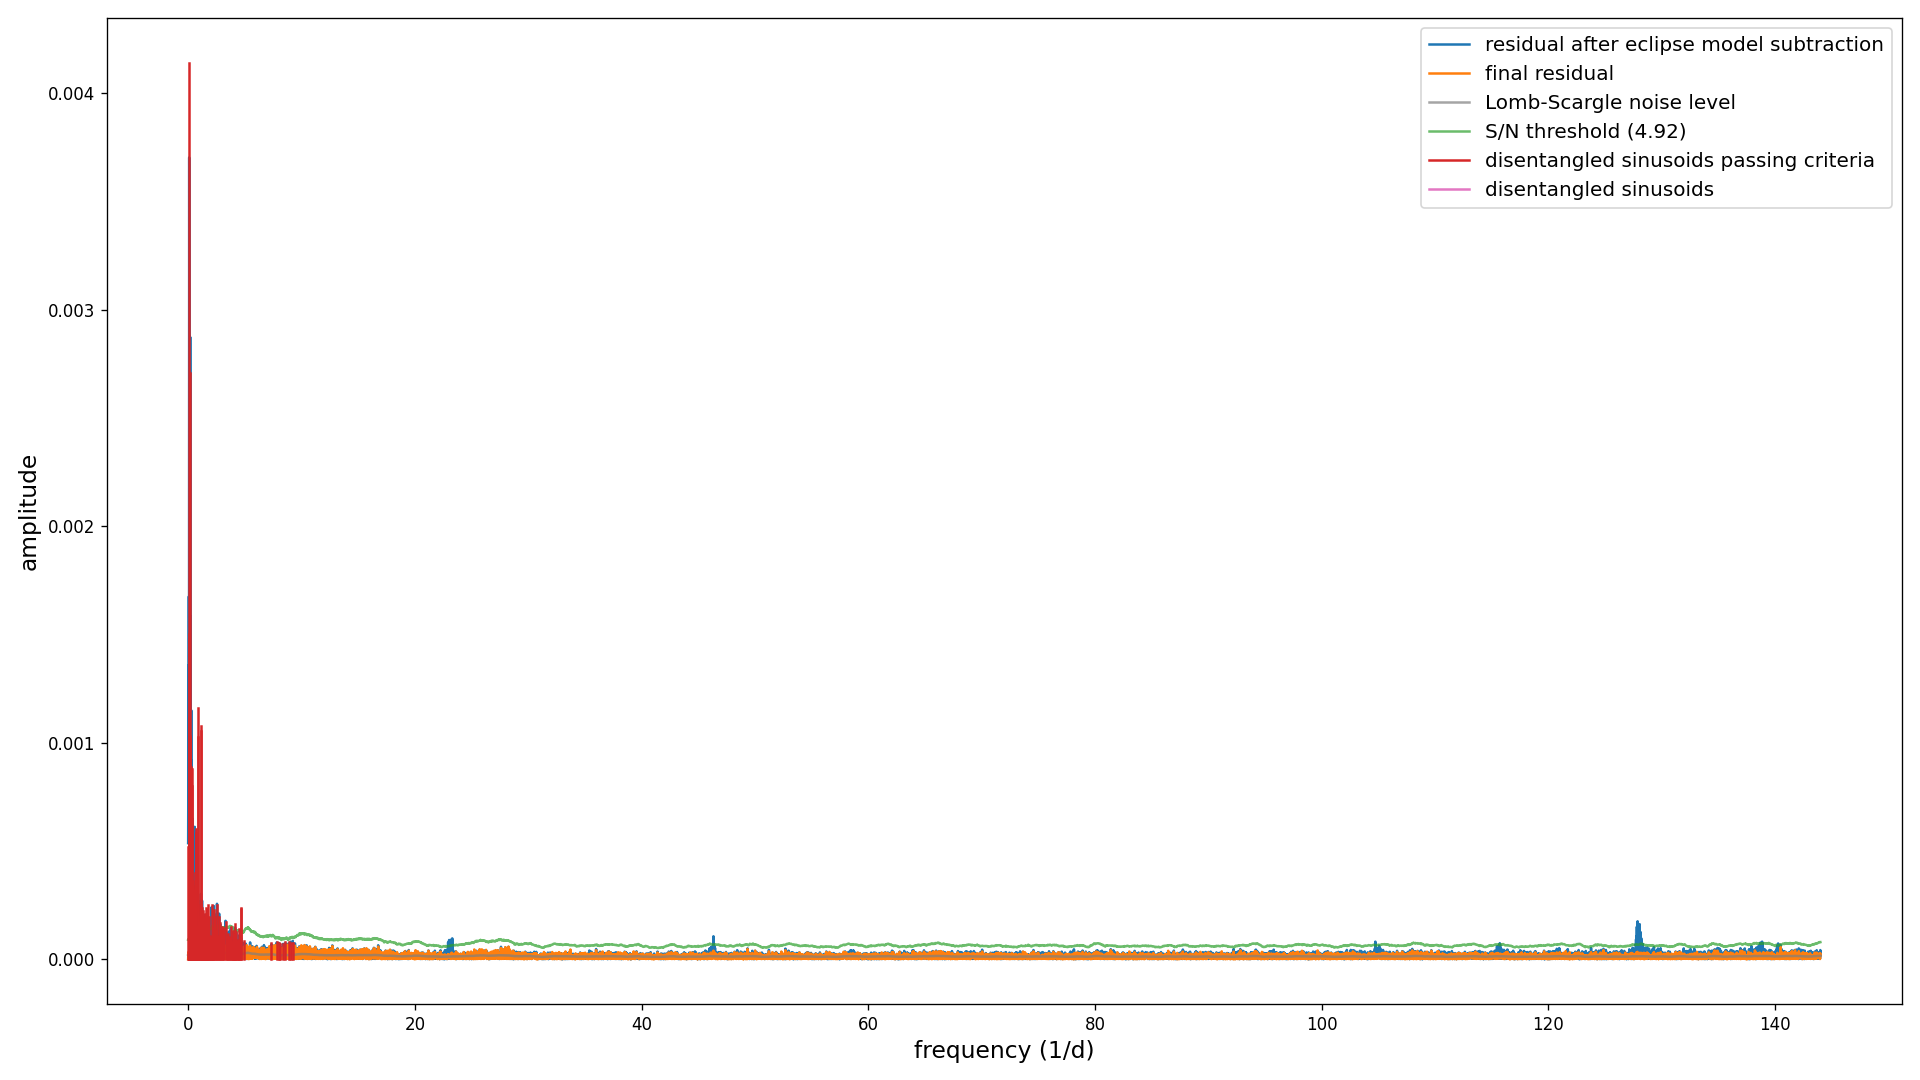 residual after eclipse model subtraction
final residual
Lomb-Scargle noise level
S/N threshold (4.92)
disentangled sinusoids passing criteria
disentangled sinusoids
amplitude
0.004
0.003
0.002
0.001
0.000
0 20 40 60 80 100 120 140
frequency (1/d)